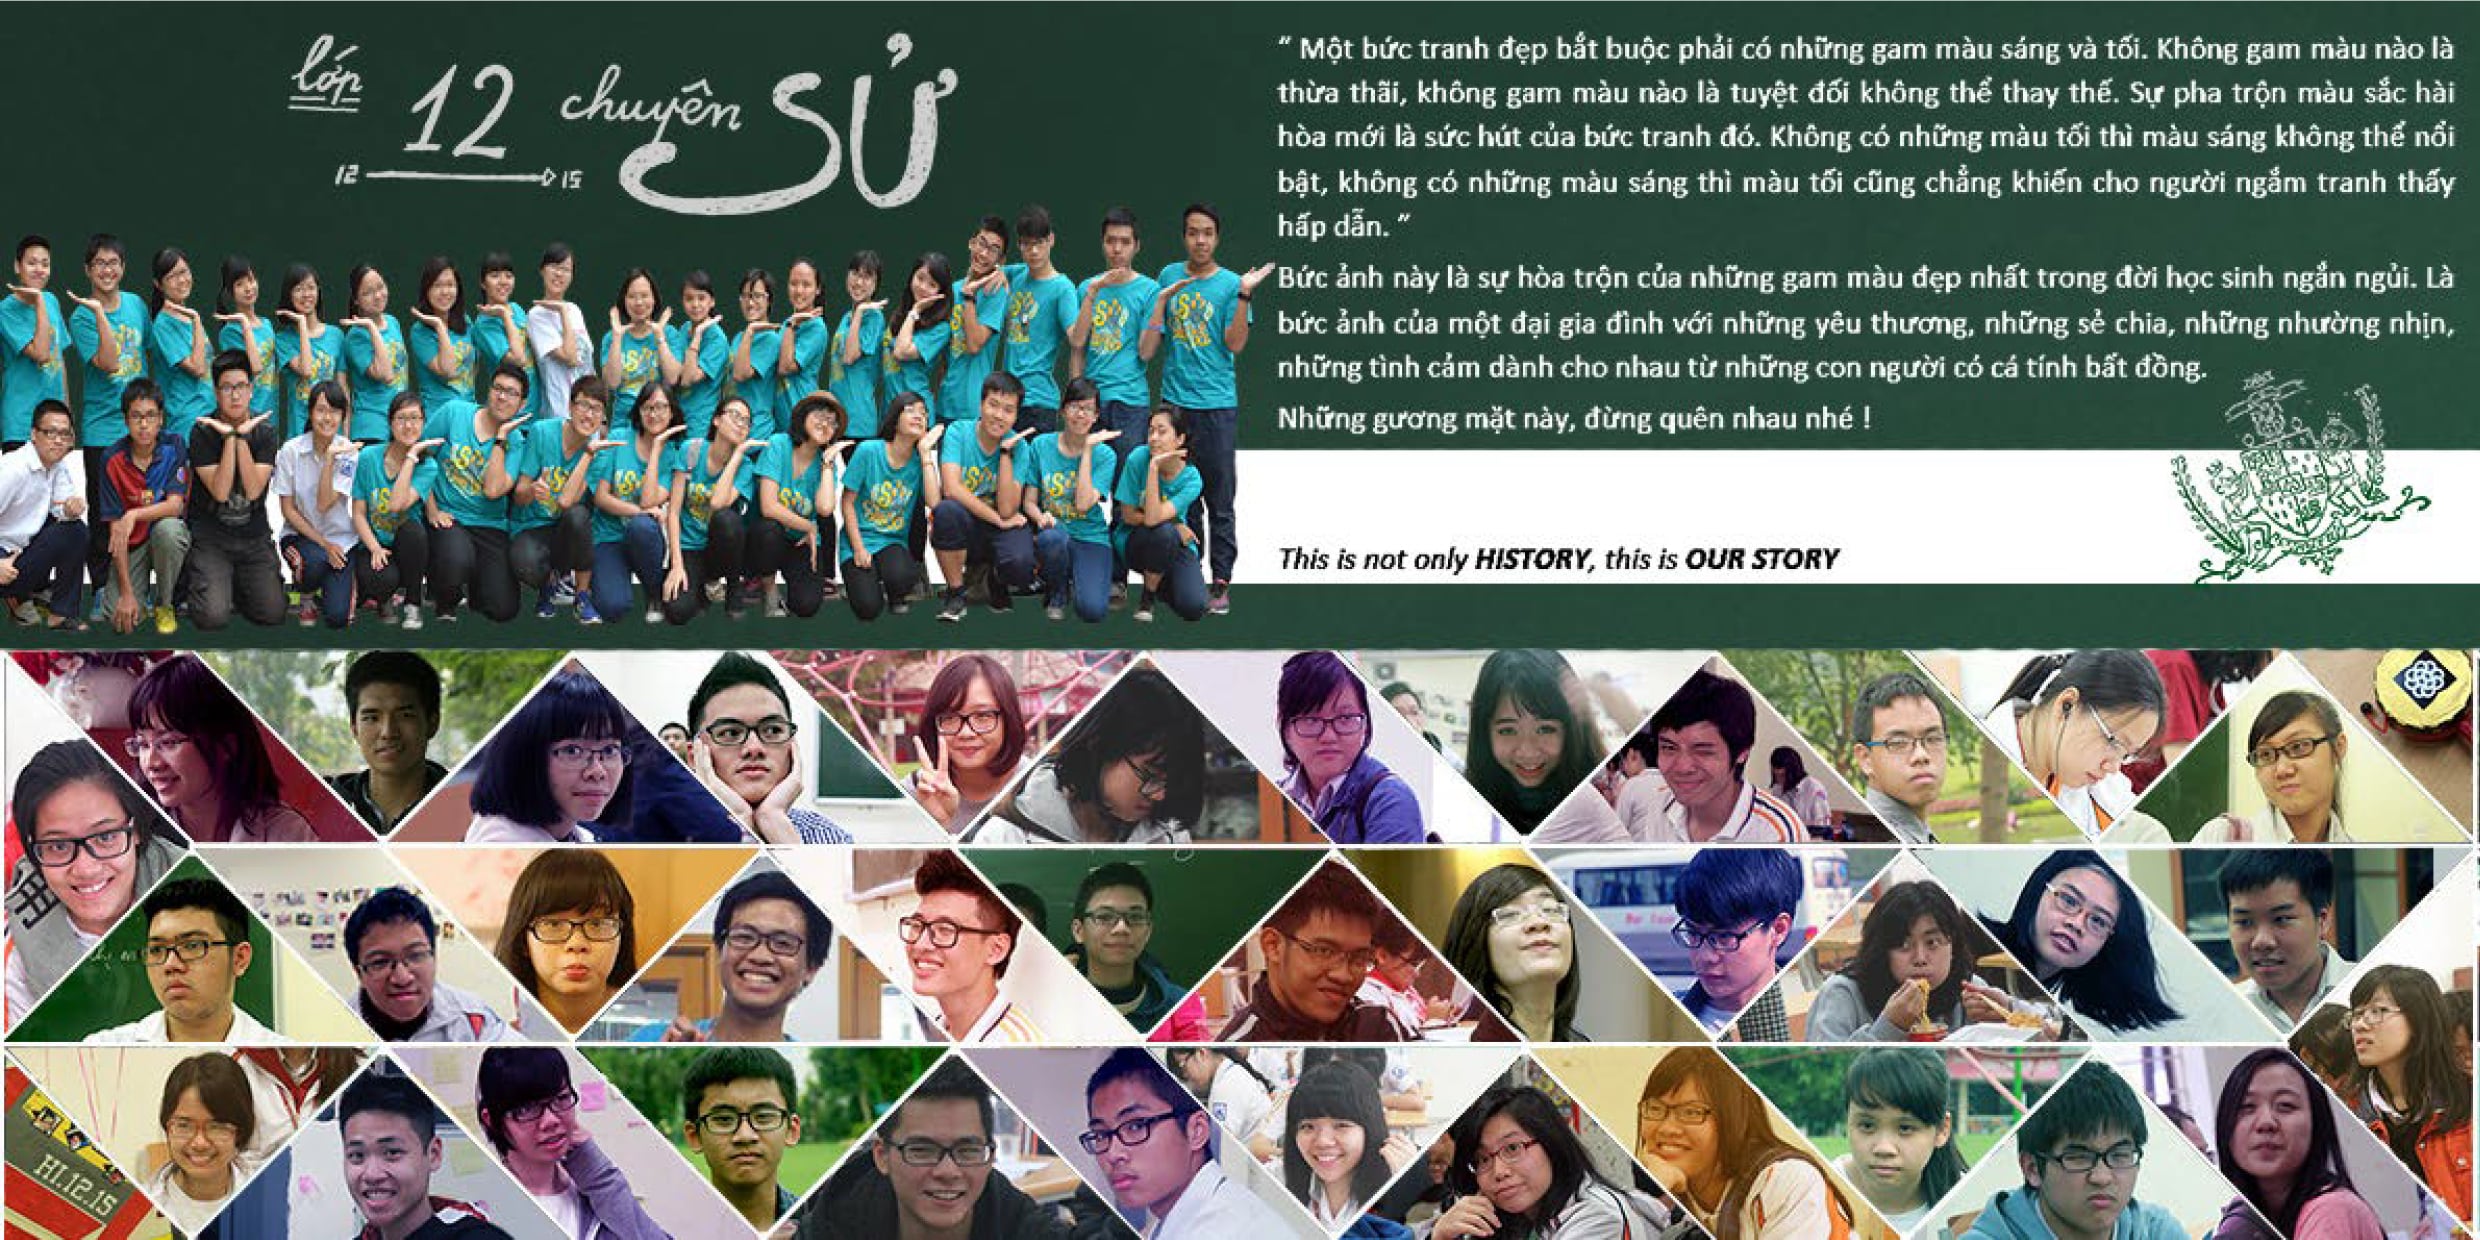 lớp 12 chuyên SỬ
12 15
“ Một bức tranh đẹp bắt buộc phải có những gam màu sáng và tối. Không gam màu nào là
thừa thãi, không gam màu nào là tuyệt đối không thể thay thế. Sự pha trộn màu sắc hài
hòa mới là sức hút của bức tranh đó. Không có những màu tối thì màu sáng không thể nổi
bật, không có những màu sáng thì màu tối cũng chẳng khiến cho người ngắm tranh thấy
hấp dẫn. ”
Bức ảnh này là sự hòa trộn của những gam màu đẹp nhất trong đời học sinh ngắn ngủi. Là
bức ảnh của một đại gia đình với những yêu thương, những sẻ chia, những nhường nhịn,
những tình cảm dành cho nhau từ những con người có cá tính bất đồng.
Những gương mặt này, đừng quên nhau nhé !
This is not only HISTORY, this is OUR STORY
HI.12.15